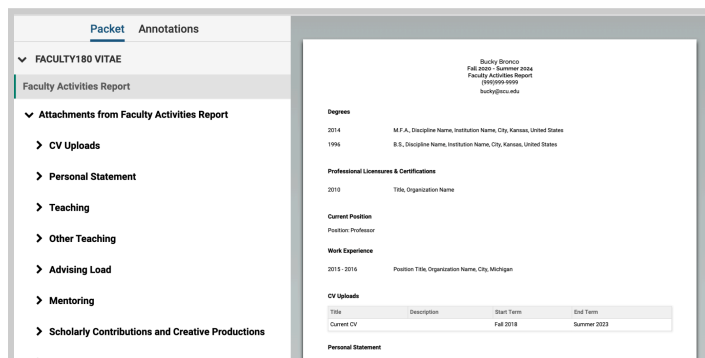 Packet Annotations
FACULTY180 VITAE
Faculty Activities Report
Attachments from Faculty Activities Report
CV Uploads
Personal Statement
Teaching
Other Teaching
Advising Load
Mentoring
Scholarly Contributions and Creative Productions
Bucky Bronco
Fall 2020 - Summer 2024
Faculty Activities Report
(999)999-9999
bucky@scu.edu
Degrees
2014 M.F.A., Discipline Name, Institution Name, City, Kansas, United States
1996 B.S., Discipline Name, Institution Name, City, Kansas, United States
Professional Licensures & Certifications
2010 Title, Organization Name
Current Position
Position: Professor
Work Experience
2015 - 2016 Position Title, Organization Name, City, Michigan
CV Uploads
Title Description Start Term End Term
Current CV Fall 2018 Summer 2023
Personal Statement